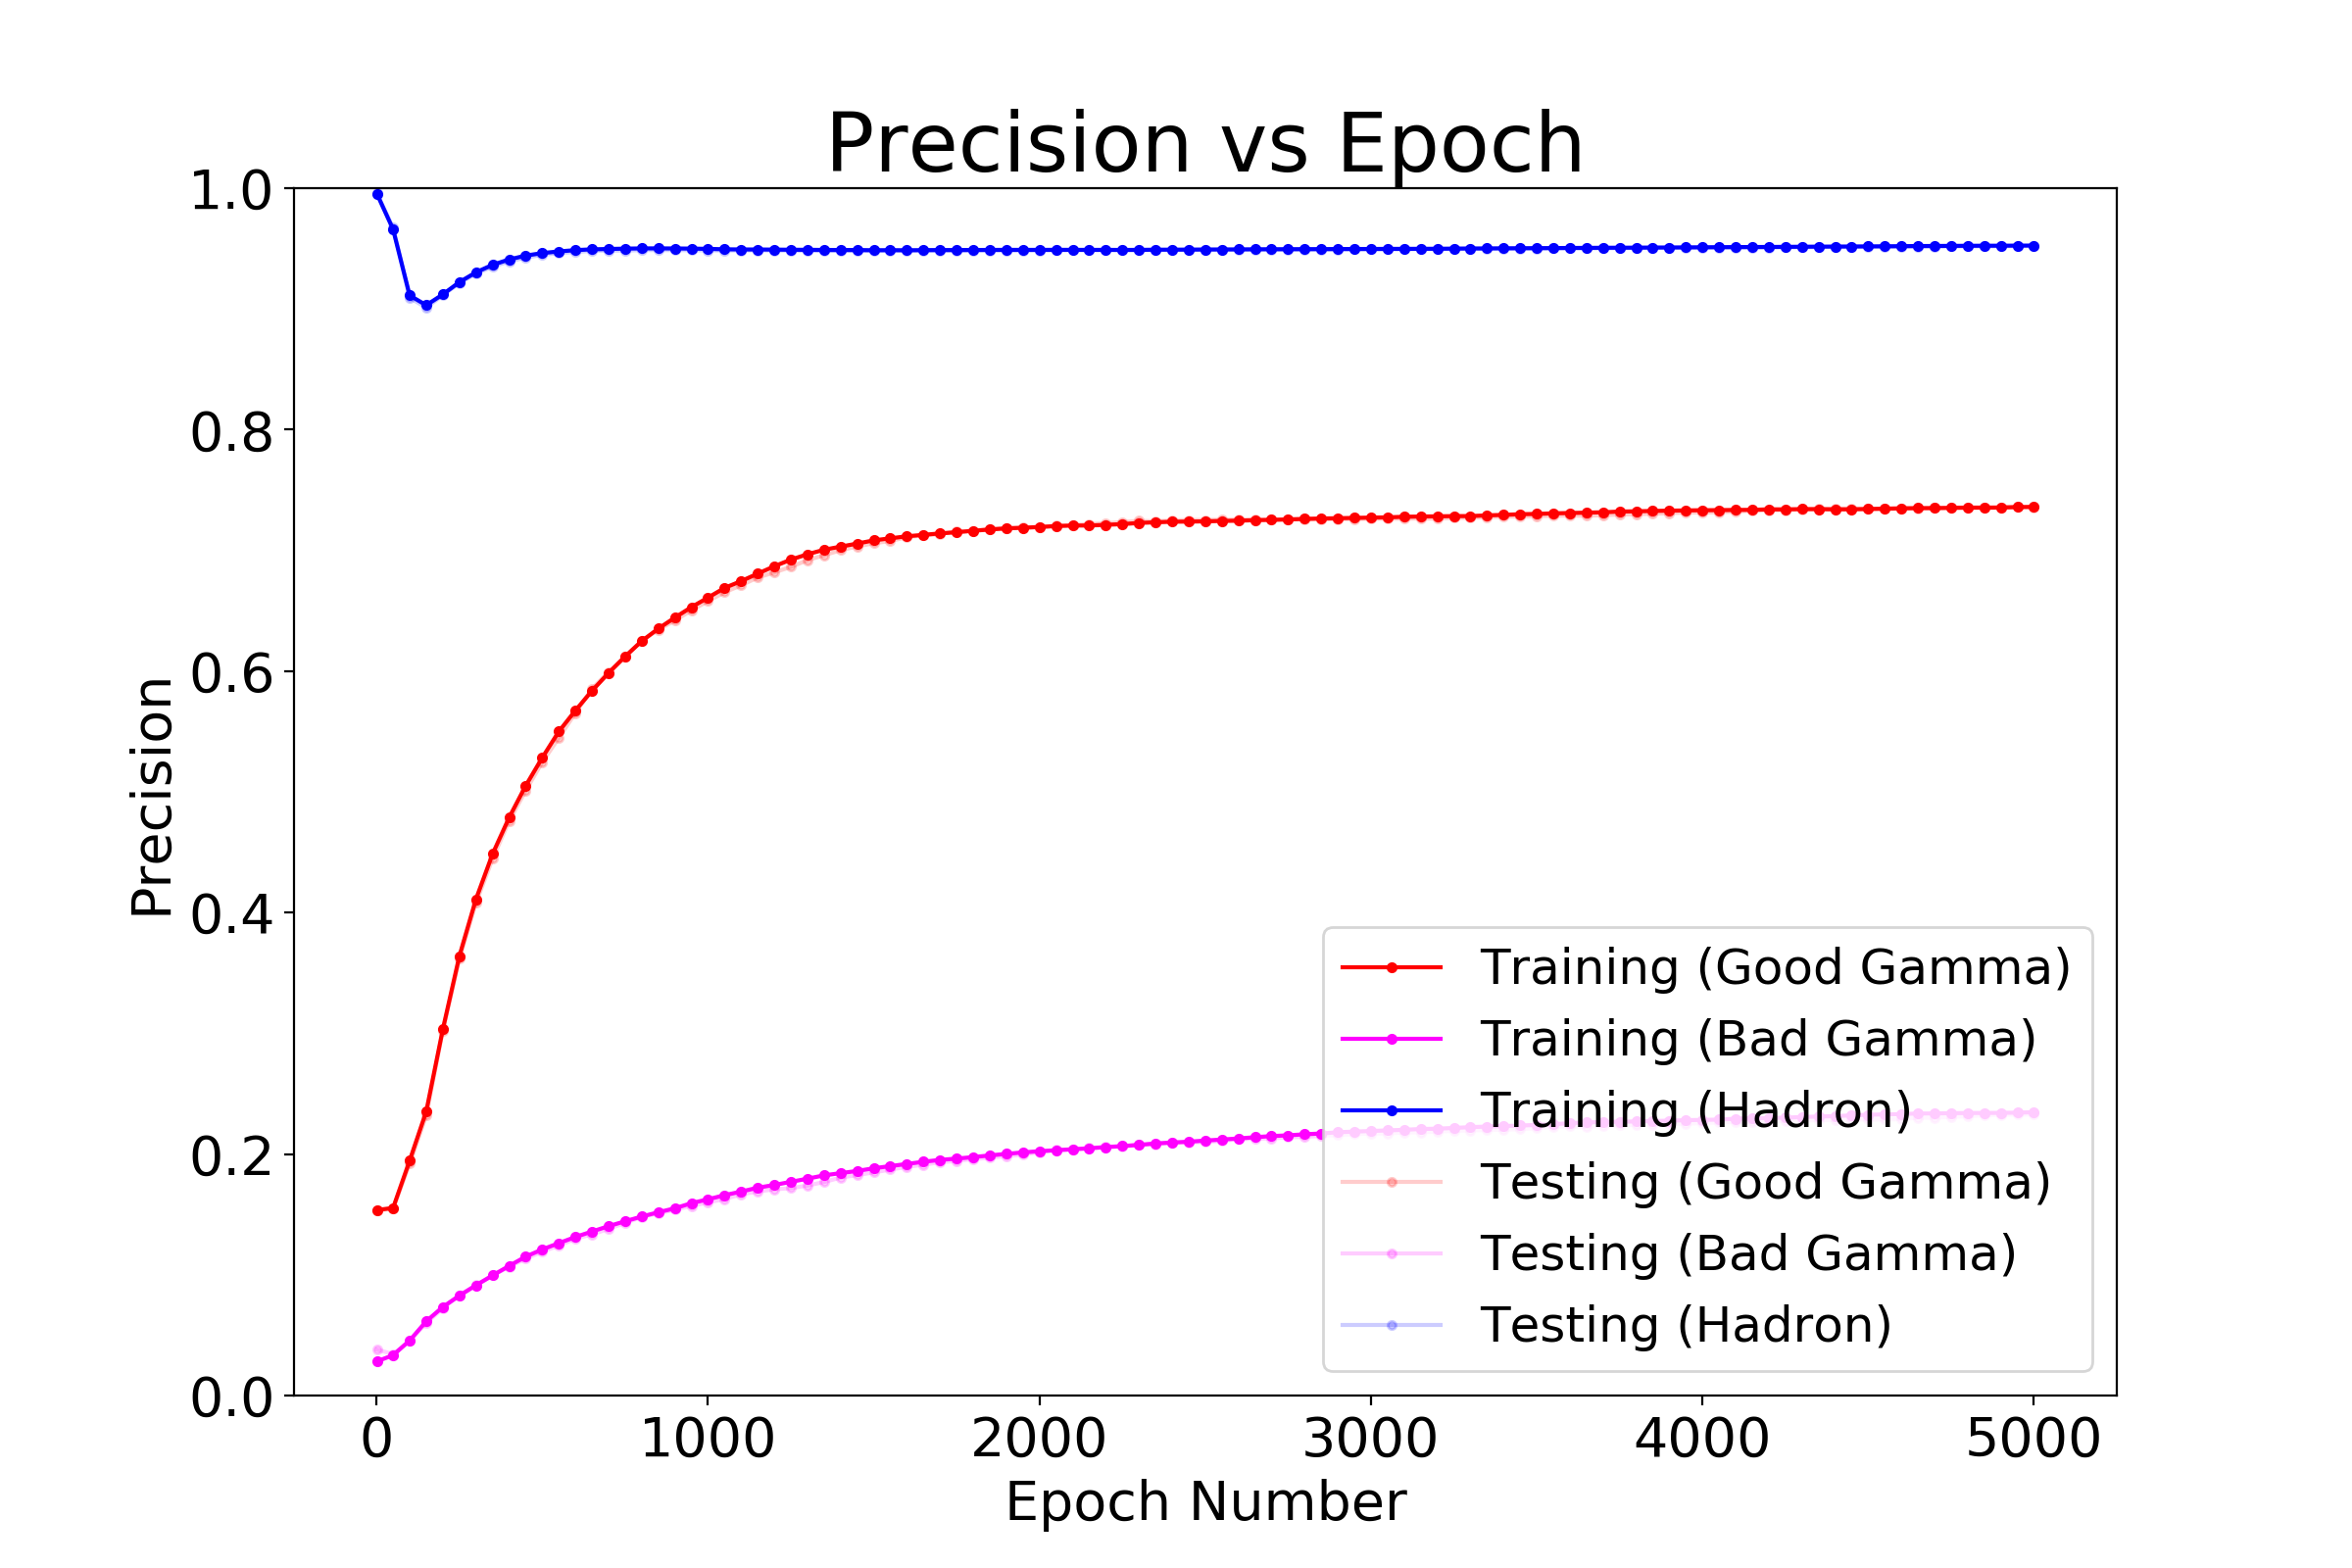 Precision vs Epoch
1.0
0.8
0.6
0.4
0.2
0.0
Precision
Training (Good Gamma)
Training (Bad Gamma)
Training (Hadron)
Testing (Good Gamma)
Testing (Bad Gamma)
Testing (Hadron)
0 1000 2000 3000 4000 5000
Epoch Number